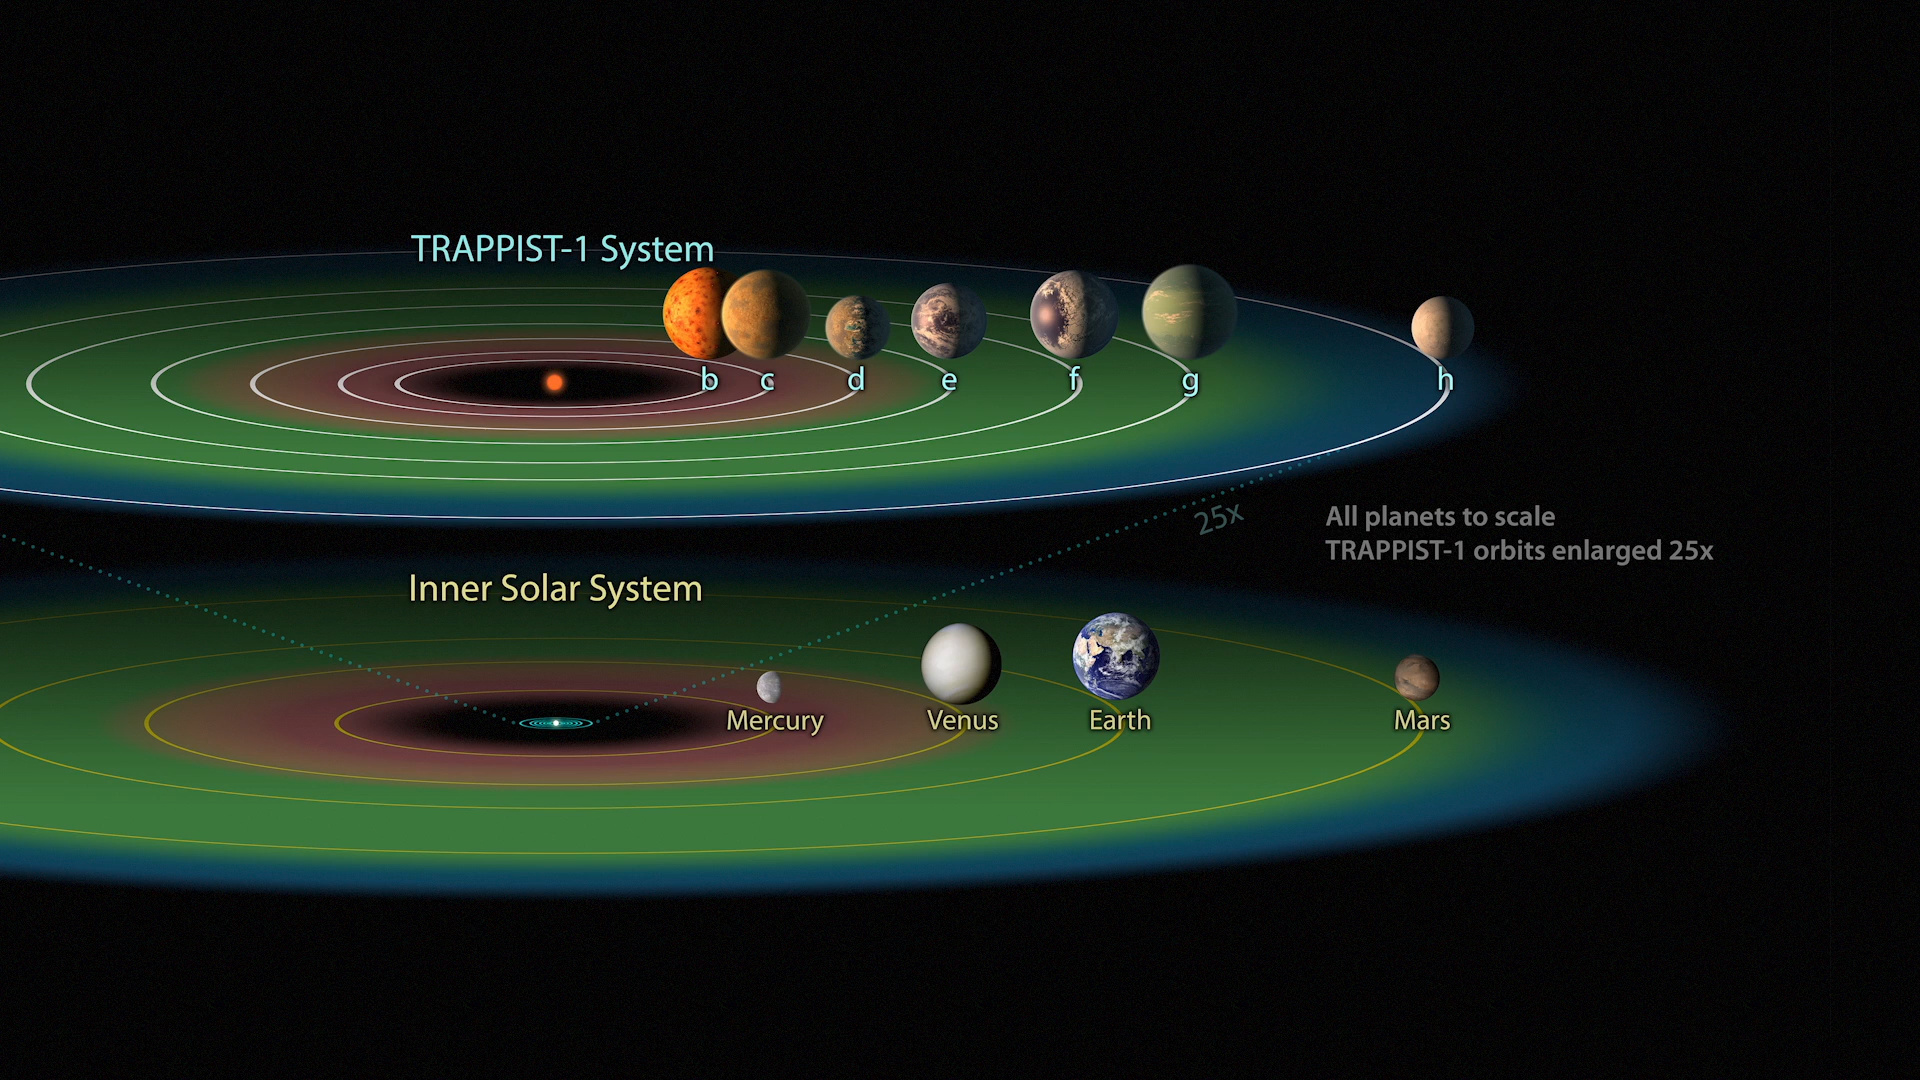 TRAPPIST-1 System
b c d e f g h
25x
All planets to scale
TRAPPIST-1 orbits enlarged 25x
Inner Solar System
Mercury Venus Earth Mars